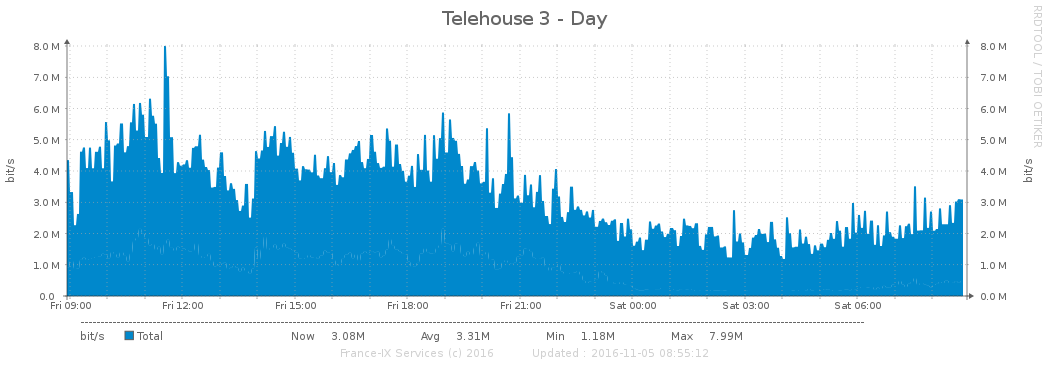 Telehouse 3 - Day
RRDTOOL / TOBI OETIKER
bit/s
8.0 M
7.0 M
6.0 M
5.0 M
4.0 M
3.0 M
2.0 M
1.0 M
0.0
8.0 M
7.0 M
6.0 M
5.0 M
4.0 M
3.0 M
2.0 M
1.0 M
0.0 M
bit/s
Fri 09:00 Fri 12:00 Fri 15:00 Fri 18:00 Fri 21:00 Sat 00:00 Sat 03:00 Sat 06:00
bit/s Total Now 3.08M Avg 3.31M Min 1.18M Max 7.99M
France-IX Services (c) 2016 Updated : 2016-11-05 08:55:12